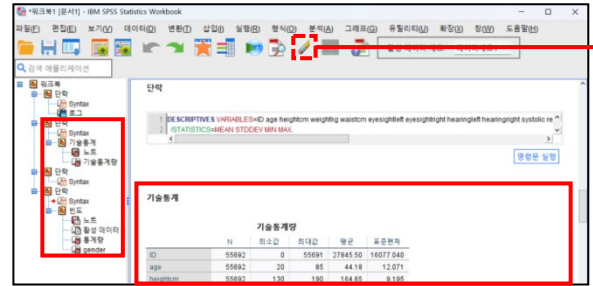 *워크북1 [문서1] - IBM SPSS Statistics Workbook
파일(F) 편집(E) 보기(V) 데이터(D) 변환(T) 삽입(I) 실행(R) 형식(O) 분석(A) 그래프(G) 유틸리티(U) 확장(X) 창(W) 도움말(H)
검색 애플리케이션
워크북
단락
Syntax
로그
단락
Syntax
기술통계
노트
기술통계량
단락
Syntax
단락
Syntax
빈도
노트
활성 데이터
통계량
gender
단락
1 DESCRIPTIVES VARIABLES=ID age heightcm weightkg waistcm eyesightleft eyesightright hearingleft hearingright systolic re
2 /STATISTICS=MEAN STDDEV MIN MAX.
명령문 실행
기술통계
기술통계량
N 최소값 최대값 평균 표준편차
ID 55692 0 55691 27845.50 16077.040
age 55692 20 85 44.18 12.071
heightcm 55692 130 190 164.65 9.195